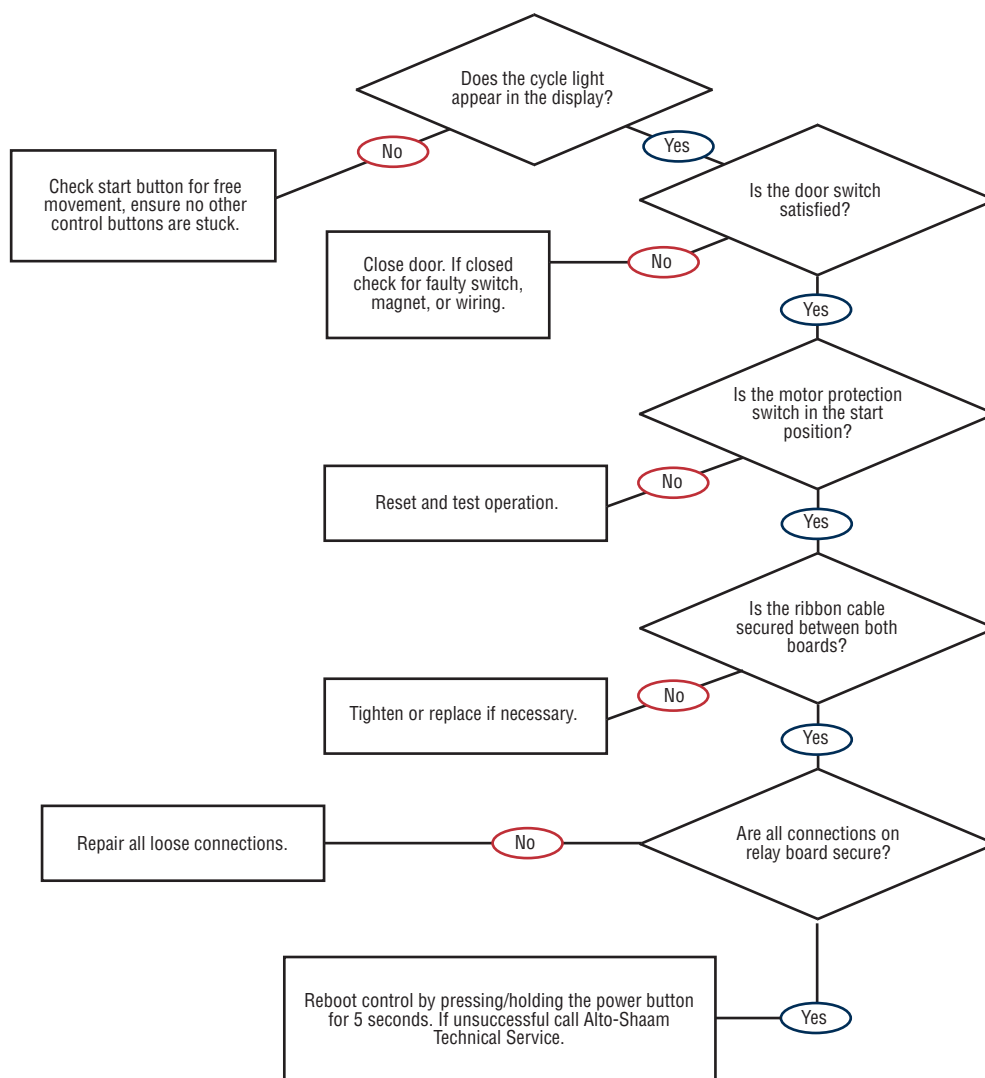 Does the cycle light
appear in the display?
No
Yes
Check start button for free
movement, ensure no other
control buttons are stuck.
Is the door switch
satisfied?
No
Close door. If closed
check for faulty switch,
magnet, or wiring.
Yes
Is the motor protection
switch in the start
position?
No
Reset and test operation.
Yes
Is the ribbon cable
secured between both
boards?
No
Tighten or replace if necessary.
Yes
Are all connections on
relay board secure?
No
Repair all loose connections.
Yes
Reboot control by pressing/holding the power button
for 5 seconds. If unsuccessful call Alto-Shaam
Technical Service.